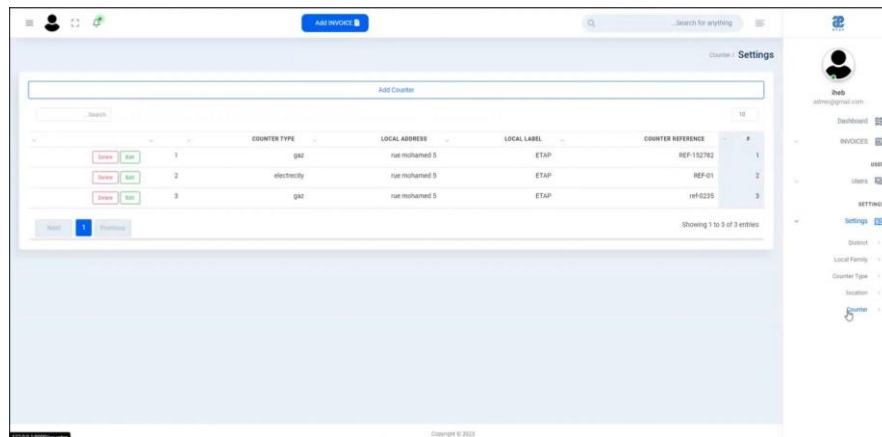 Add INVOICE
...Search for anything
Counter / Settings
Add Counter
...Search
10
COUNTER TYPE LOCAL ADDRESS LOCAL LABEL COUNTER REFERENCE #
Delete Edit 1 gaz rue mohamed 5 ETAP REF-152782 1
Delete Edit 2 electrecity rue mohamed 5 ETAP REF-01 2
Delete Edit 3 gaz rue mohamed 5 ETAP ref-0235 3
Next 1 Previous
Showing 1 to 3 of 3 entries
Copyright © 2023
iheb
Dashboard
INVOICES
USER
Users
SETTING
Settings
District
Local Family
Counter Type
location
Counter